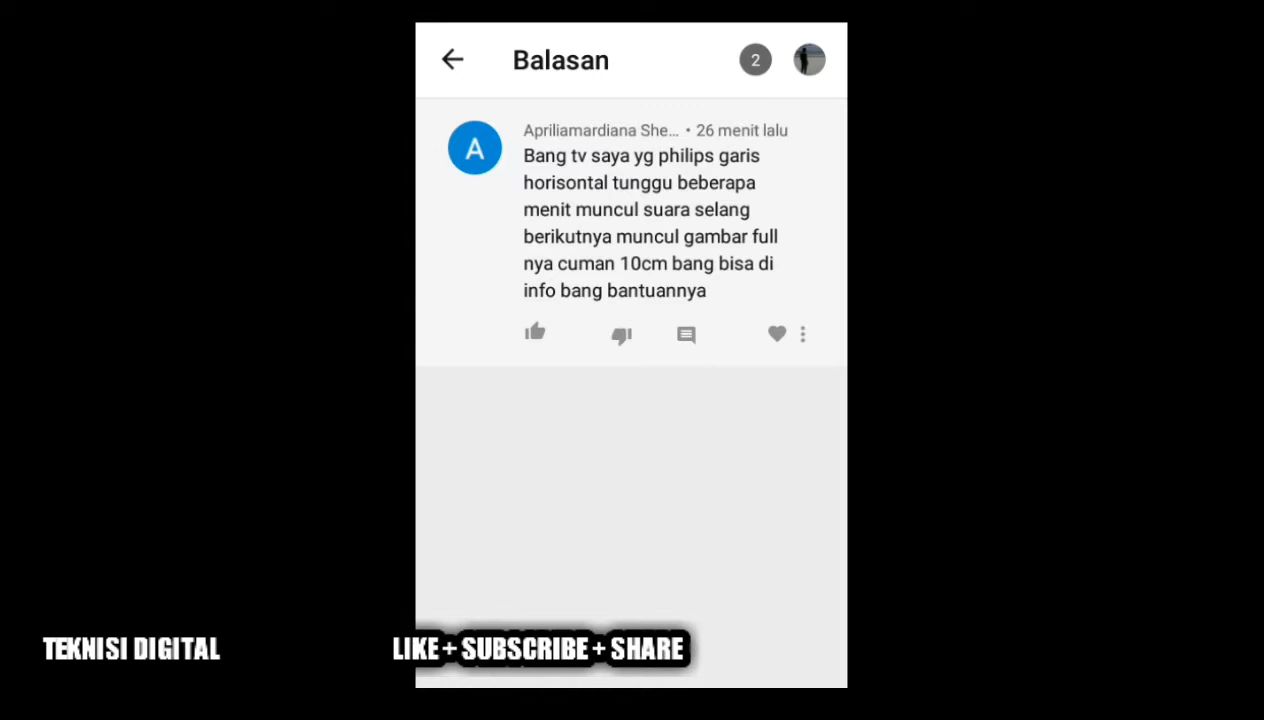 Balasan
2
A
Apriliamardiana She... • 26 menit lalu
Bang tv saya yg philips garis
horisontal tunggu beberapa
menit muncul suara selang
berikutnya muncul gambar full
nya cuman 10cm bang bisa di
info bang bantuannya
TEKNISI DIGITAL
LIKE + SUBSCRIBE + SHARE